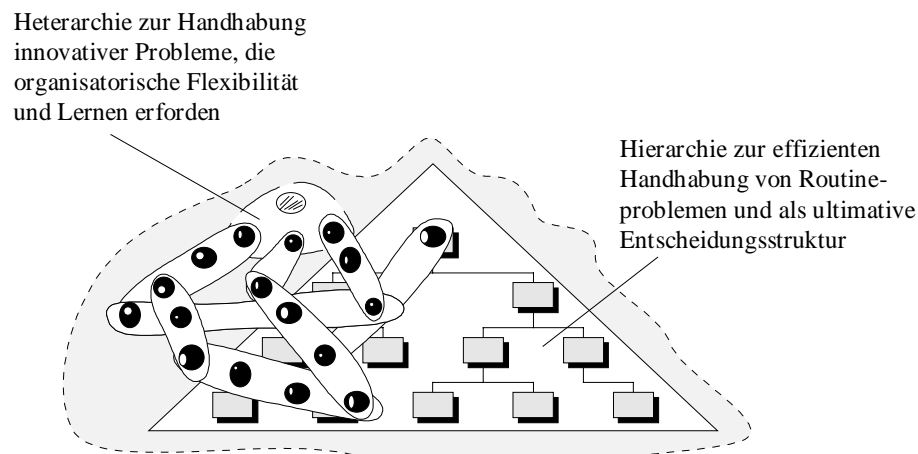 Heterarchie zur Handhabung
innovativer Probleme, die
organisatorische Flexibilität
und Lernen erforden
Hierarchie zur effizienten
Handhabung von Routine-
problemen und als ultimative
Entscheidungsstruktur